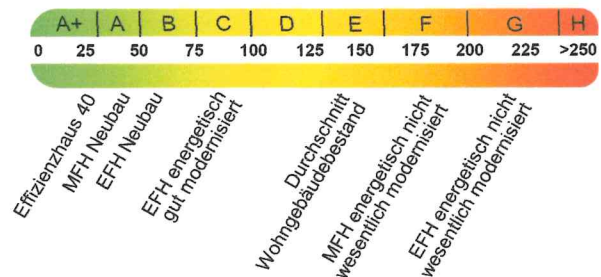 A+ A B C D E F G H
0 25 50 75 100 125 150 175 200 225 >250
Effizienzhaus 40
MFH Neubau
EFH Neubau
EFH energetisch
gut modernisiert
Durchschnitt
Wohngebäudebestand
MFH energetisch nicht
wesentlich modernisiert
EFH energetisch nicht
wesentlich modernisiert